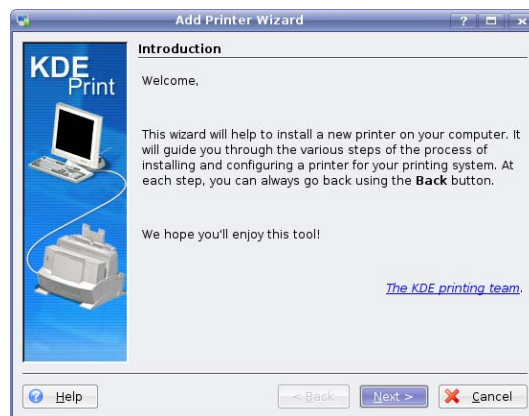 Add Printer Wizard
?
KDE
Print
Introduction
Welcome,
This wizard will help to install a new printer on your computer. It
will guide you through the various steps of the process of
installing and configuring a printer for your printing system. At
each step, you can always go back using the Back button.
We hope you'll enjoy this tool!
The KDE printing team.
Help
< Back
Next >
Cancel